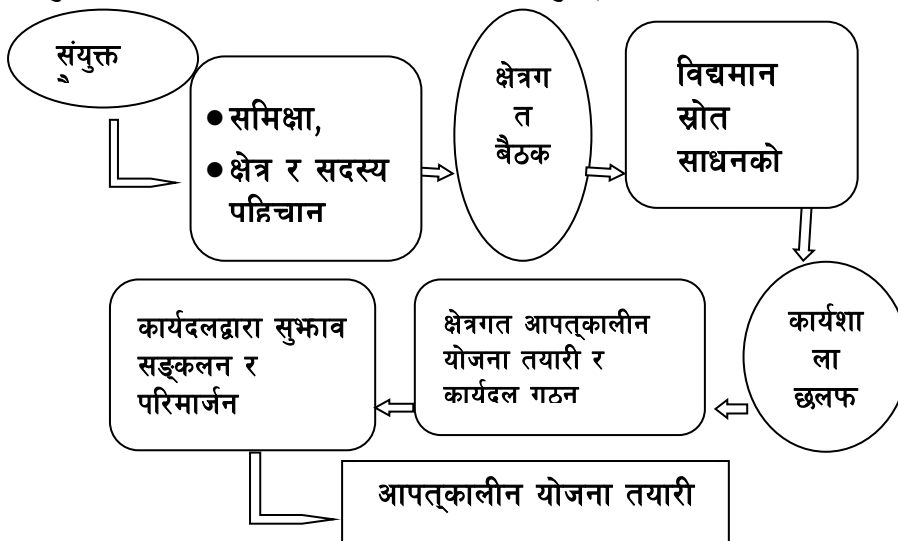 संयुक्त
समिक्षा,
क्षेत्र र सदस्य
पहिचान
क्षेत्रग
त
बैठक
विद्यमान
स्रोत
साधनको
कार्यशा
ला
छलफ
क्षेत्रगत आपत्कालीन
योजना तयारी र
कार्यदल गठन
कार्यदलद्वारा सुझाव
सङ्कलन र
परिमार्जन
आपत्कालीन योजना तयारी